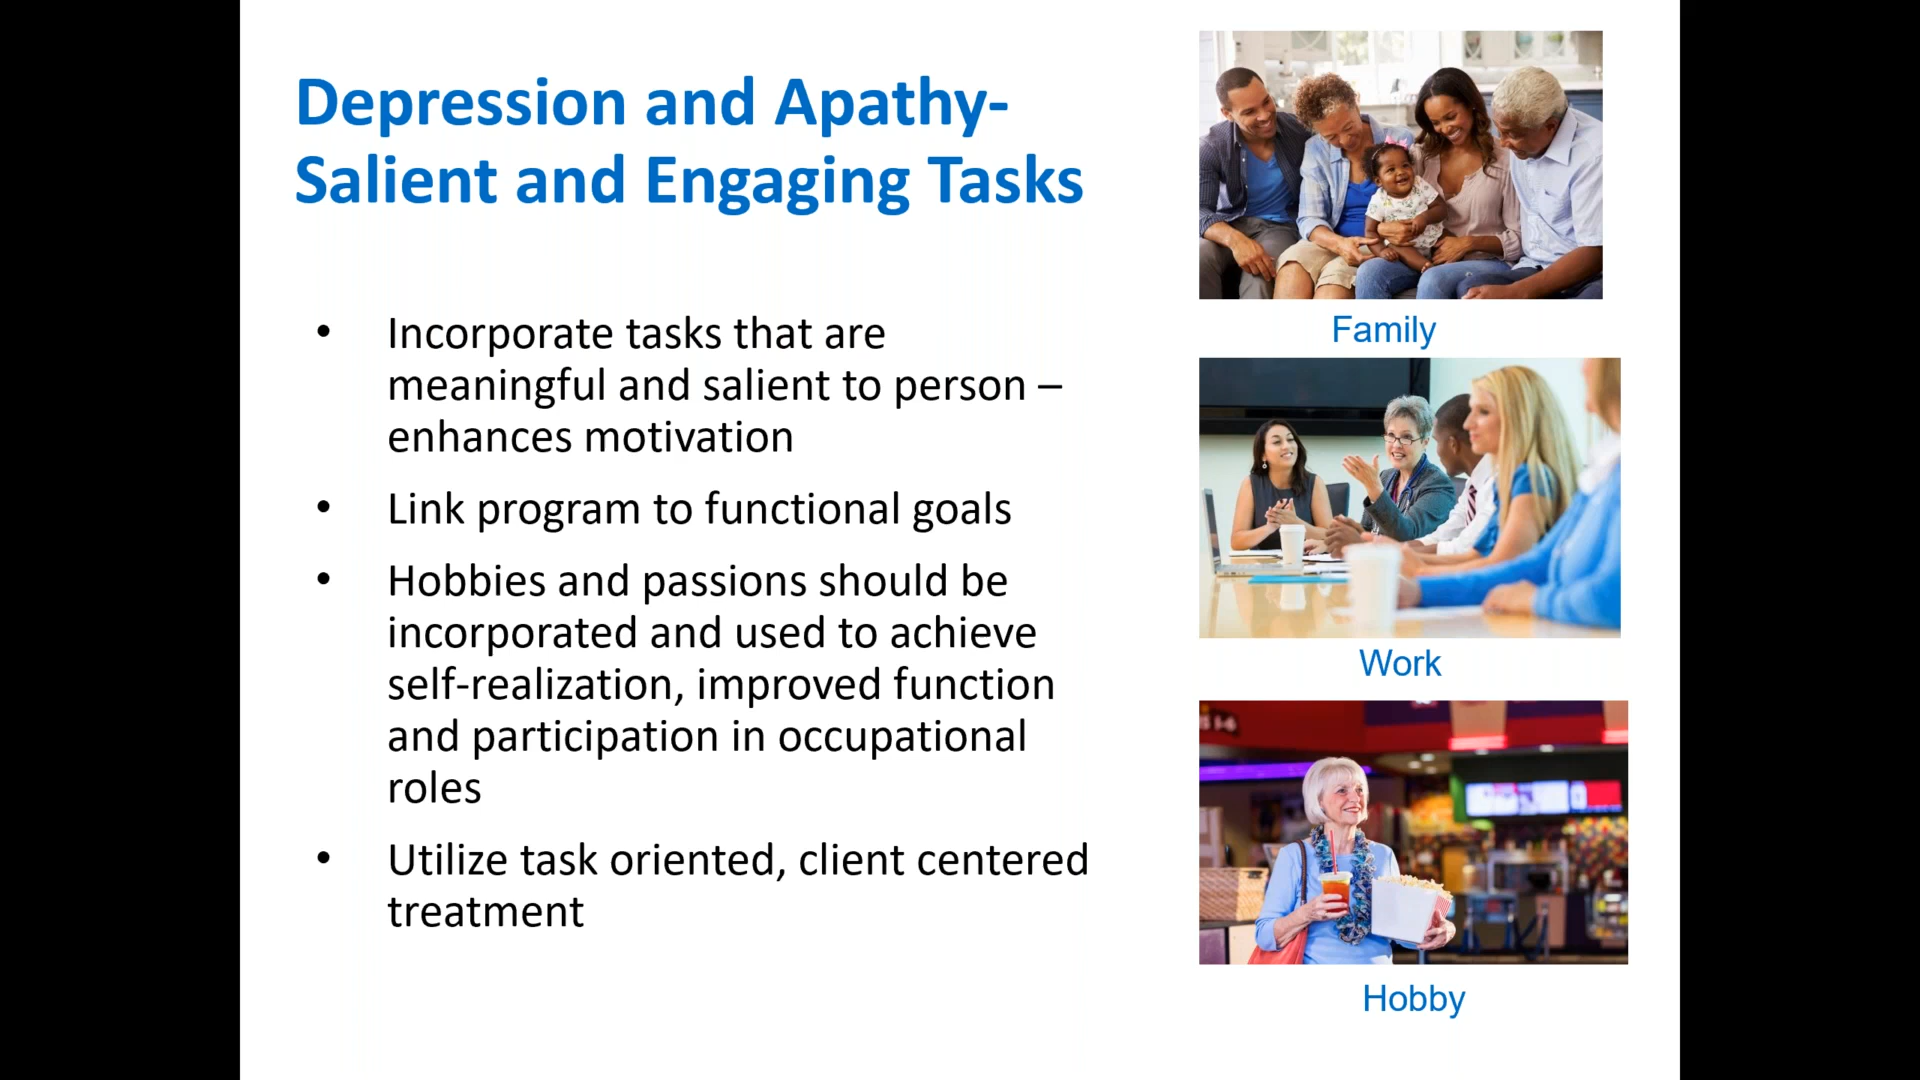 Depression and Apathy-
Salient and Engaging Tasks
• Incorporate tasks that are
meaningful and salient to person –
enhances motivation
• Link program to functional goals
• Hobbies and passions should be
incorporated and used to achieve
self-realization, improved function
and participation in occupational
roles
• Utilize task oriented, client centered
treatment
Family
Work
Hobby